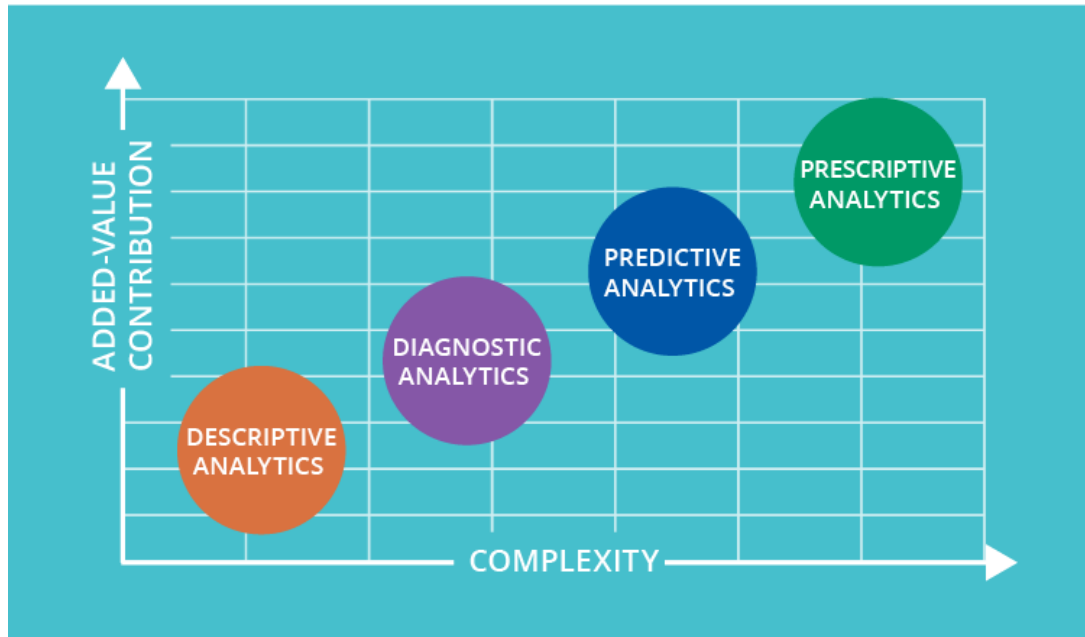 ADDED-VALUE
CONTRIBUTION
PRESCRIPTIVE
ANALYTICS
PREDICTIVE
ANALYTICS
DIAGNOSTIC
ANALYTICS
DESCRIPTIVE
ANALYTICS
COMPLEXITY